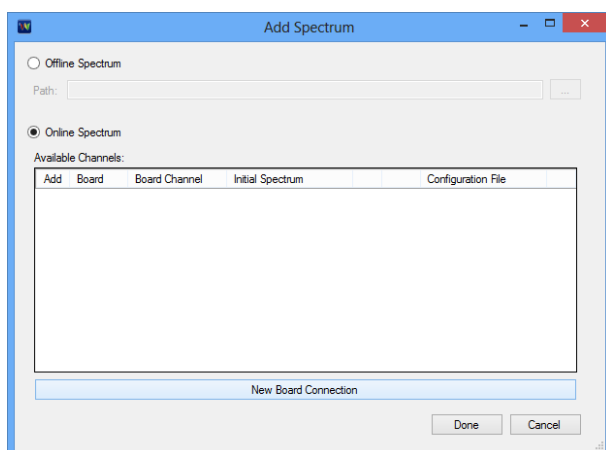 Add Spectrum
Offline Spectrum
Path: ...
Online Spectrum
Available Channels:
Add Board Board Channel Initial Spectrum Configuration File
New Board Connection
Done Cancel